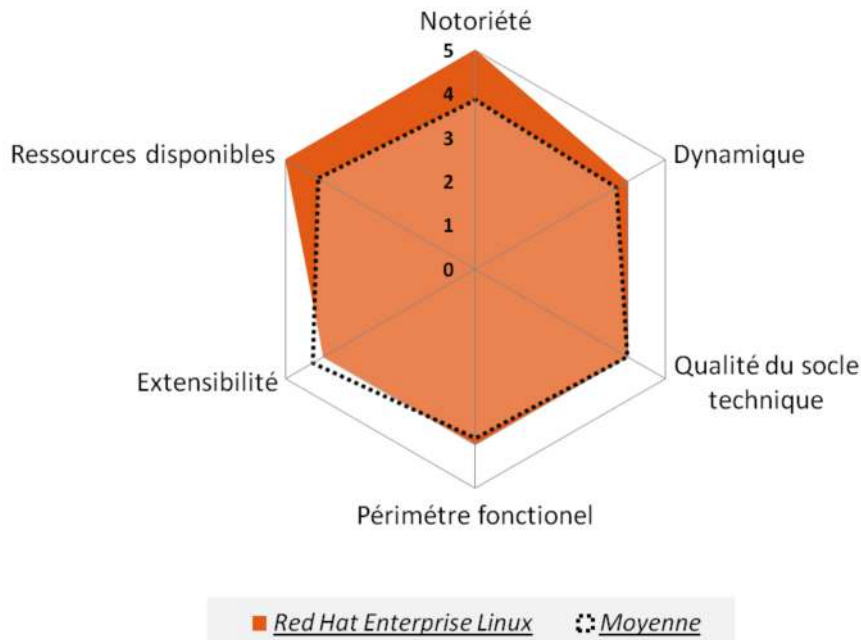 Notoriété
5
4
3
2
1
0
Ressources disponibles
Dynamique
Extensibilité
Qualité du socle
technique
Périmétre fonctionel
Red Hat Enterprise Linux
Moyenne